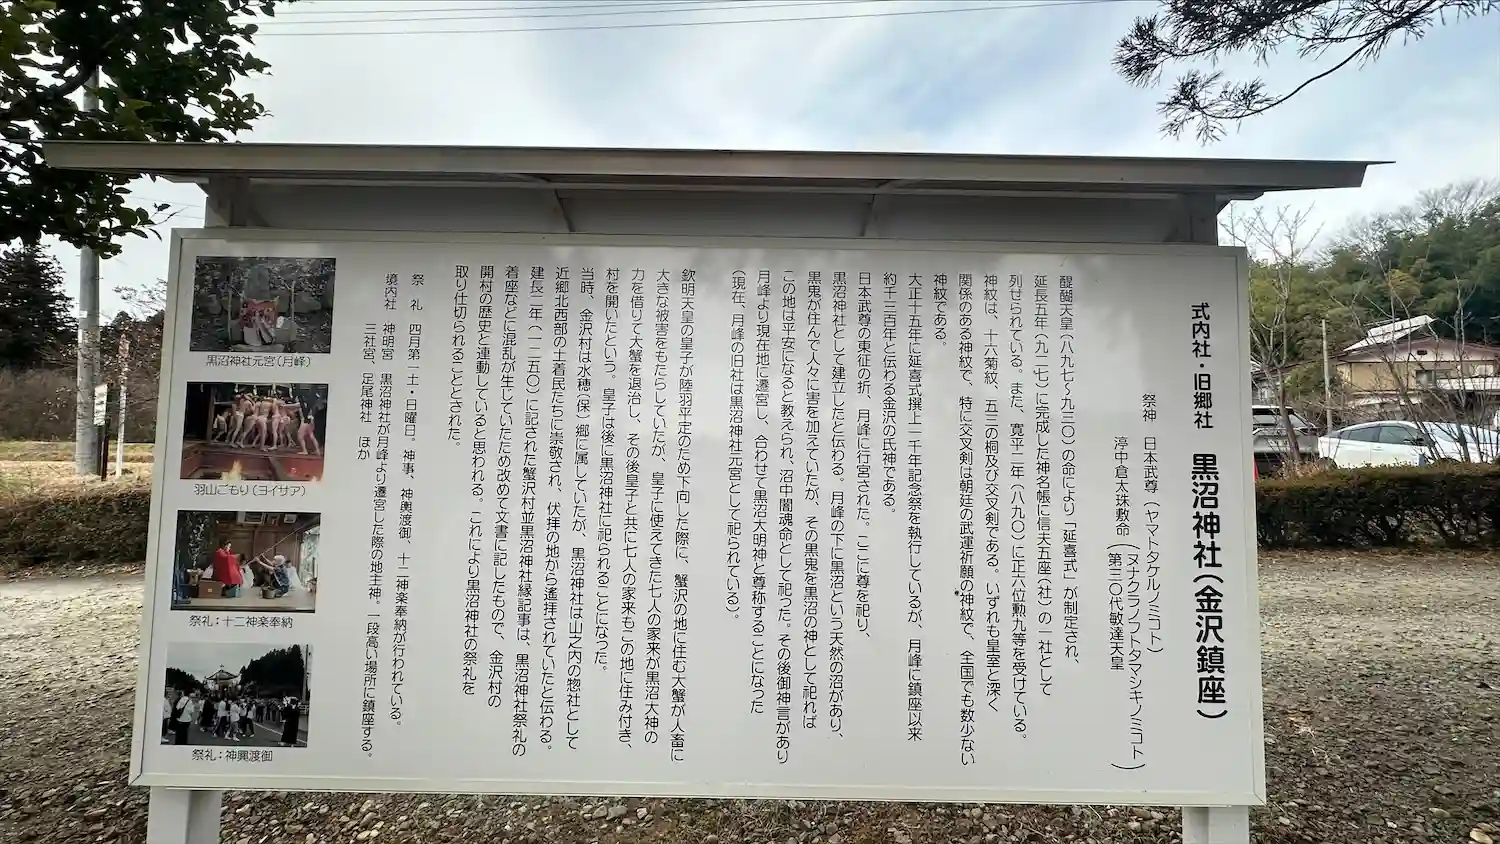 式内社・旧郷社 黒沼神社(金沢鎮座)
祭神 日本武尊(ヤマトタケルノミコト)
渟中倉太珠敷命(ヌナクラノフトタマシキノミコト)
(第三〇代敏達天皇)
醍醐天皇(八九七〜九三〇)の命により「延喜式」が制定され、
延長五年(九二七)に完成した神名帳に信夫五座(社)の一社として
列せられている。また、寛平二年(八九〇)に正六位勲九等を受けている。
神紋は、十六菊紋、五三の桐及び交叉剣である。いずれも皇室と深く
関係のある神紋で、特に交叉剣は朝廷の武運祈願の神紋で、全国でも数少ない
神紋である。
大正十五年に延喜式撰上一千年記念祭を執行しているが、月峰に鎮座以来
約千三百年と伝わる金沢の氏神である。
日本武尊の東征の折、月峰に行宮された。ここに尊を祀り、
黒沼神社として建立したと伝わる。月峰の下に黒沼という天然の沼があり、
黒鬼が住んで人々に害を加えていたが、その黒鬼を黒沼の神として祀れば
この地は平安になると教えられ、沼中闇魂命として祀った。その後御神言があり
月峰より現在地に遷宮し、合わせて黒沼大明神と尊称することになった
(現在、月峰の旧社は黒沼神社元宮として祀られている)。
欽明天皇の皇子が陸羽平定のため下向した際に、蟹沢の地に住む大蟹が人畜に
大きな被害をもたらしていたが、皇子に使えてきた七人の家来が黒沼大神の
力を借りて大蟹を退治し、その後皇子と共に七人の家来もこの地に住み付き、
村を開いたという。皇子は後に黒沼神社に祀られることになった。
当時、金沢村は水穂(保)郷に属していたが、黒沼神社は山之内の惣社として
近郷北西部の土着民たちに崇敬され、伏拝の地から遙拝されていたと伝わる。
建長二年(一二五〇)に記された蟹沢村並黒沼神社縁記事は、黒沼神社祭礼の
着座などに混乱が生じていたため改めて文書に記したもので、金沢村の
開村の歴史と連動していると思われる。これにより黒沼神社の祭礼を
取り仕切られることとされた。
祭 礼 四月第一土・日曜日。神事、神輿渡御、十二神楽奉納が行われている。
境内社 神明宮 黒沼神社が月峰より遷宮した際の地主神。一段高い場所に鎮座する。
三社宮、足尾神社 ほか
黒沼神社元宮(月峰)
羽山ごもり(ヨイサア)
祭礼:十二神楽奉納
祭礼:神輿渡御